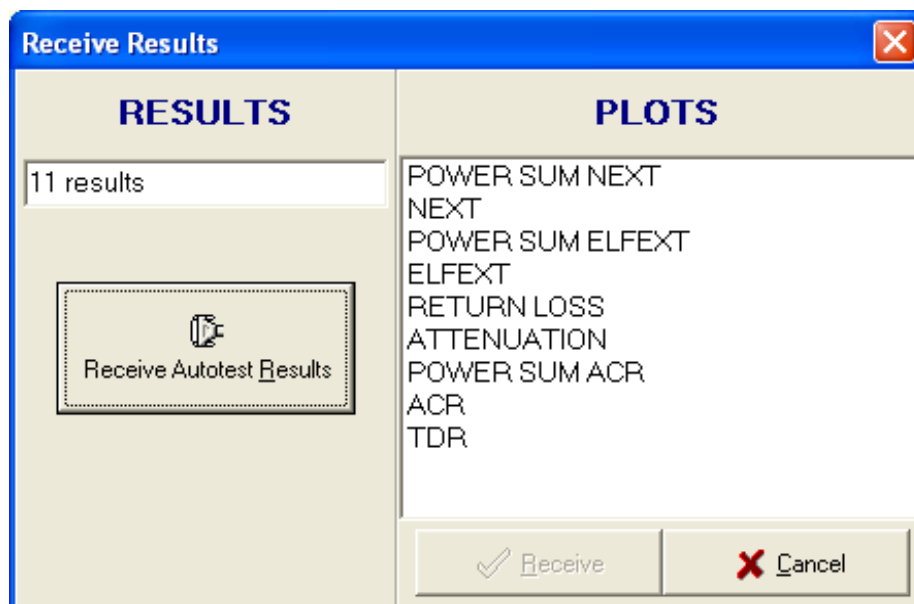 Receive Results
RESULTS
11 results
Receive Autotest Results
PLOTS
POWER SUM NEXT
NEXT
POWER SUM ELFEXT
ELFEXT
RETURN LOSS
ATTENUATION
POWER SUM ACR
ACR
TDR
Receive
Cancel